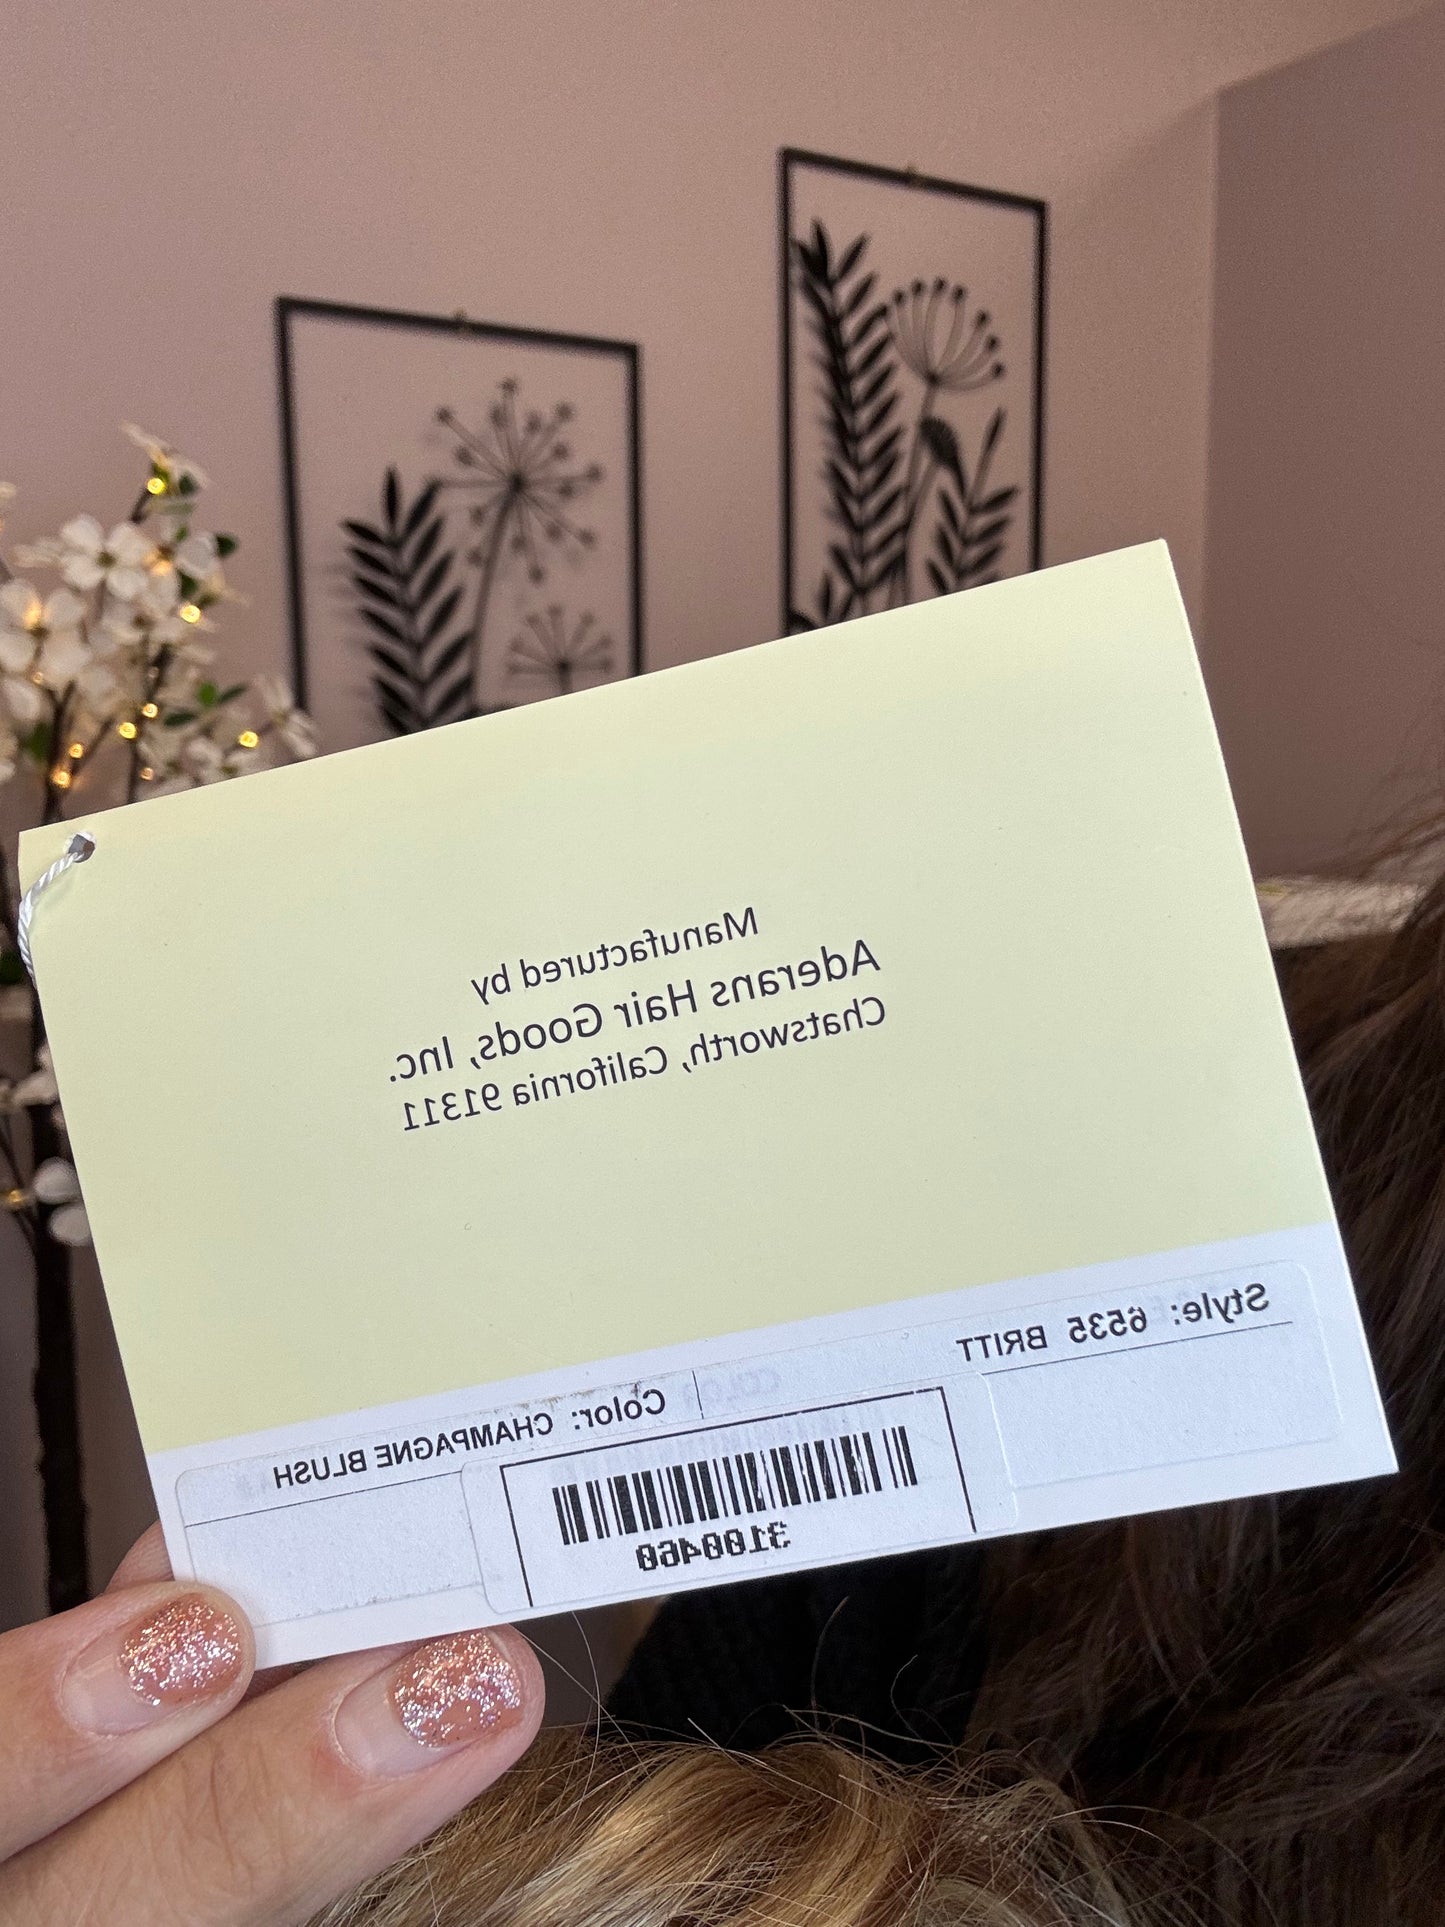 Manufactured by
Aderans Hair Goods, Inc.
Chatsworth, California 91311
Style: 6535 BRITT
Color: CHAMPAGNE BLUSH
3100460